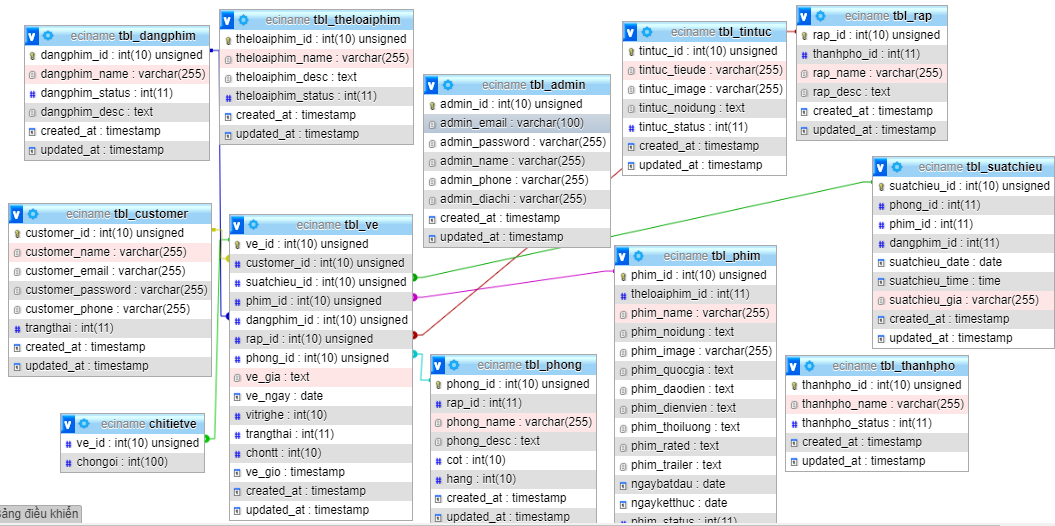 eciname tbl_dangphim
dangphim_id : int(10) unsigned
dangphim_name : varchar(255)
dangphim_status : int(11)
dangphim_desc : text
created_at : timestamp
updated_at : timestamp
eciname tbl_theloaiphim
theloaiphim_id : int(10) unsigned
theloaiphim_name : varchar(255)
theloaiphim_desc : text
theloaiphim_status : int(11)
created_at : timestamp
updated_at : timestamp
eciname tbl_admin
admin_id : int(10) unsigned
admin_email : varchar(100)
admin_password : varchar(255)
admin_name : varchar(255)
admin_phone : varchar(255)
admin_diachi : varchar(255)
created_at : timestamp
updated_at : timestamp
eciname tbl_tintuc
tintuc_id : int(10) unsigned
tintuc_tieude : varchar(255)
tintuc_image : varchar(255)
tintuc_noidung : text
tintuc_status : int(11)
created_at : timestamp
updated_at : timestamp
eciname tbl_rap
rap_id : int(10) unsigned
thanhpho_id : int(11)
rap_name : varchar(255)
rap_desc : text
created_at : timestamp
updated_at : timestamp
eciname tbl_suatchieu
suatchieu_id : int(10) unsigned
phong_id : int(11)
phim_id : int(11)
dangphim_id : int(11)
suatchieu_date : date
suatchieu_time : time
suatchieu_gia : varchar(255)
created_at : timestamp
updated_at : timestamp
eciname tbl_customer
customer_id : int(10) unsigned
customer_name : varchar(255)
customer_email : varchar(255)
customer_password : varchar(255)
customer_phone : varchar(255)
trangthai : int(11)
created_at : timestamp
updated_at : timestamp
eciname tbl_ve
ve_id : int(10) unsigned
customer_id : int(10) unsigned
suatchieu_id : int(10) unsigned
phim_id : int(10) unsigned
dangphim_id : int(10) unsigned
rap_id : int(10) unsigned
phong_id : int(10) unsigned
ve_gia : text
ve_ngay : date
vitrighe : int(10)
trangthai : int(11)
chontt : int(10)
ve_gio : timestamp
created_at : timestamp
updated_at : timestamp
eciname tbl_phim
phim_id : int(10) unsigned
theloaiphim_id : int(11)
phim_name : varchar(255)
phim_noidung : text
phim_image : varchar(255)
phim_quocgia : text
phim_daodien : text
phim_dienvien : text
phim_thoiluong : text
phim_rated : text
phim_trailer : text
ngaybatdau : date
ngayketthuc : date
phim_status : int(11)
eciname tbl_phong
phong_id : int(10) unsigned
rap_id : int(11)
phong_name : varchar(255)
phong_desc : text
cot : int(10)
hang : int(10)
created_at : timestamp
updated_at : timestamp
eciname tbl_thanhpho
thanhpho_id : int(10) unsigned
thanhpho_name : varchar(255)
thanhpho_status : int(11)
created_at : timestamp
updated_at : timestamp
eciname chitietve
ve_id : int(10) unsigned
chongoi : int(100)
Bảng điều khiển